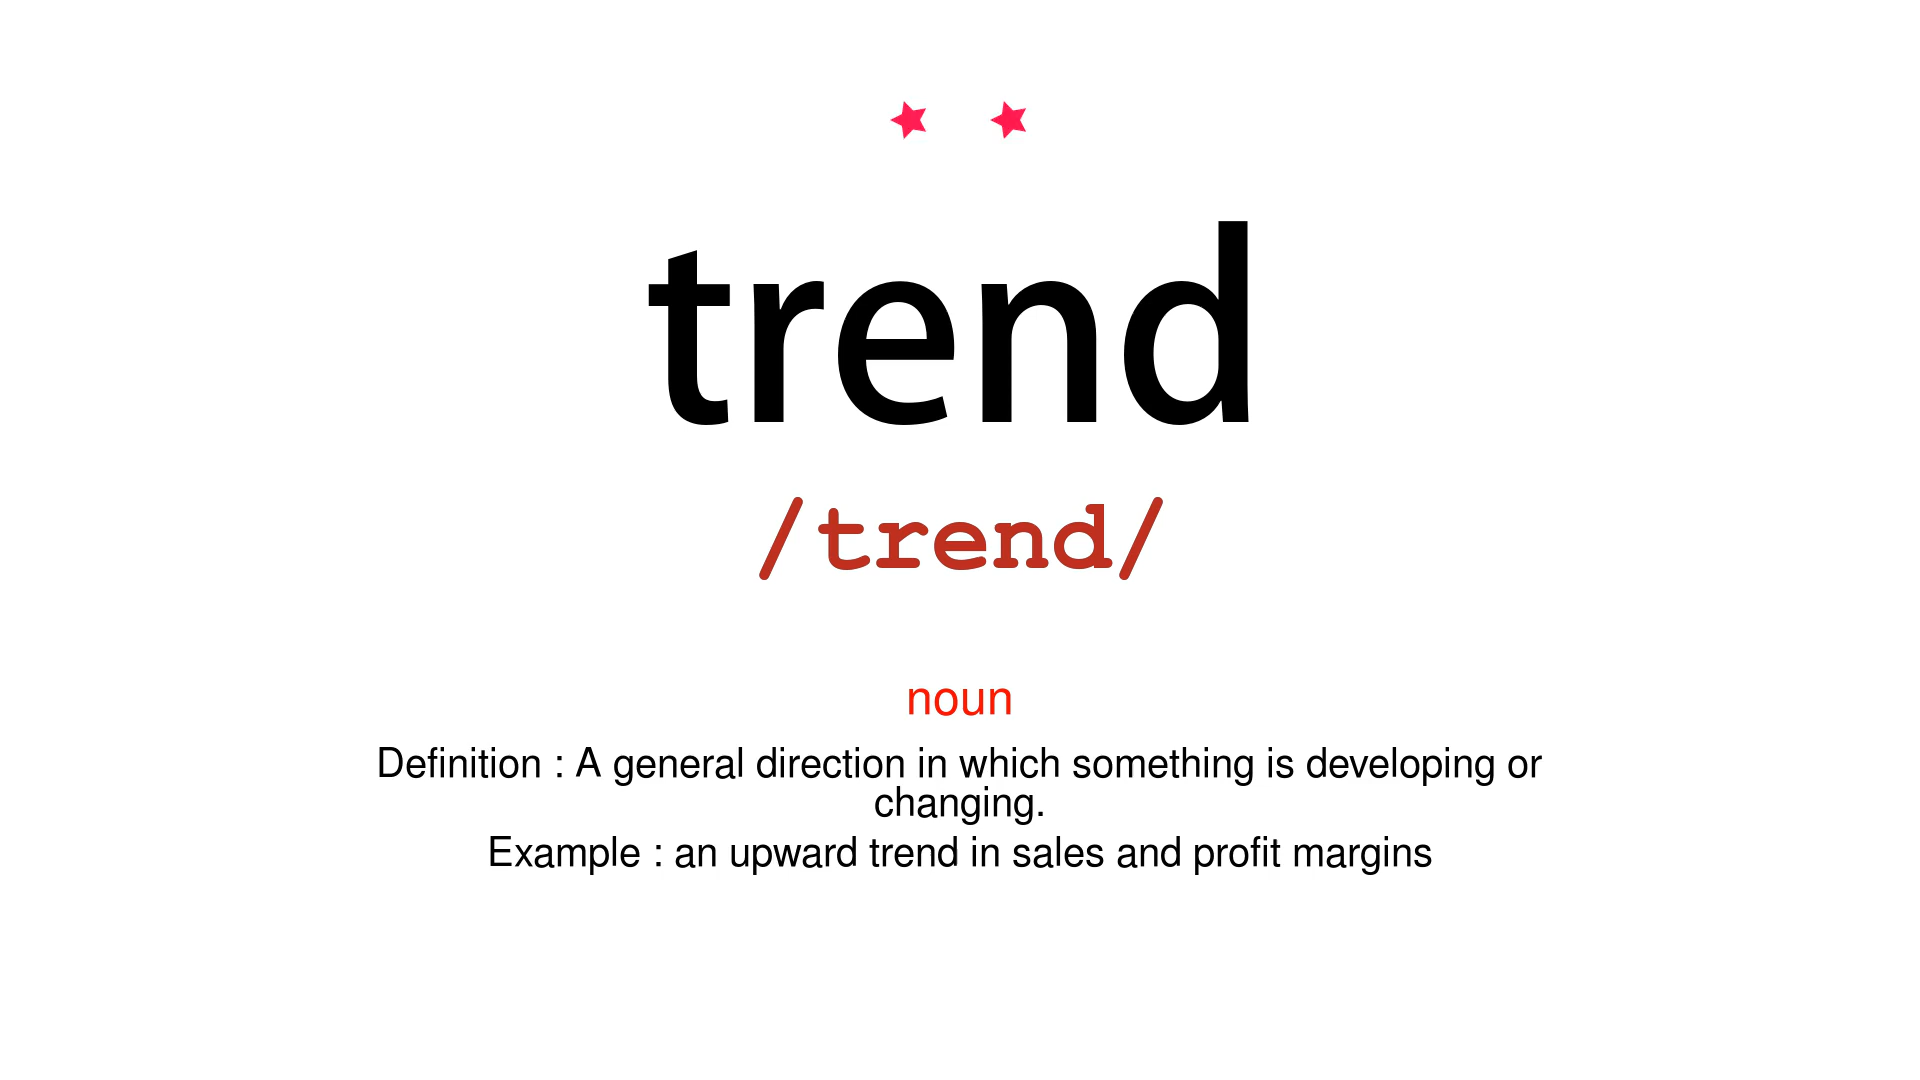 trend
/trend/
noun
Definition : A general direction in which something is developing or
changing.
Example : an upward trend in sales and profit margins